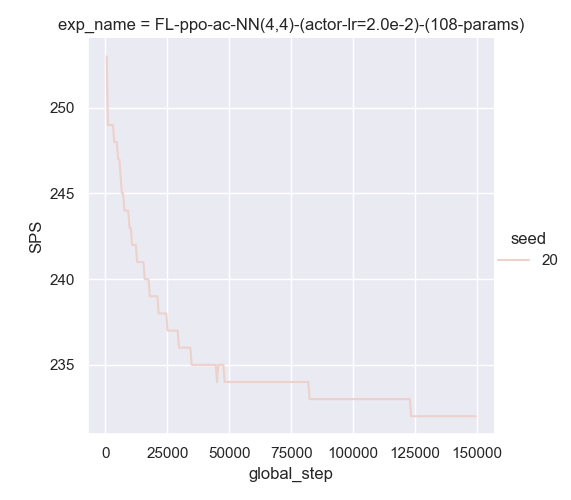 exp_name = FL-ppo-ac-NN(4,4)-(actor-lr=2.0e-2)-(108-params)
250
245
240
235
SPS
seed
20
0 25000 50000 75000 100000 125000 150000
global_step